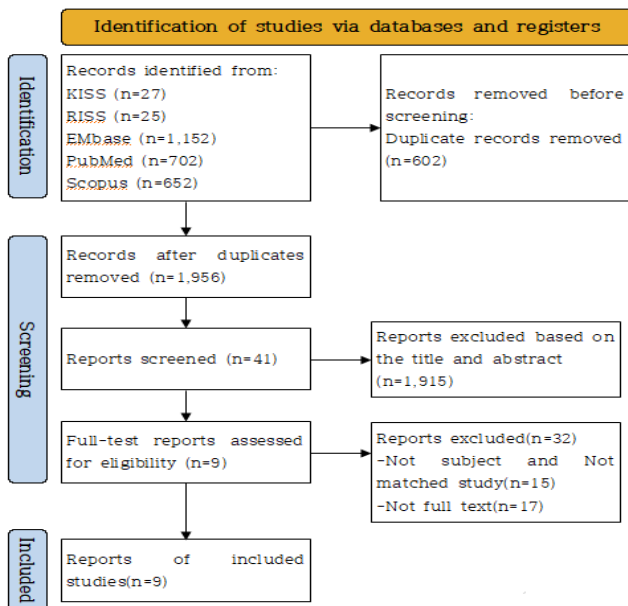 Identification of studies via databases and registers
Identification
Records identified from:
KISS (n=27)
RISS (n=25)
EMbase (n=1,152)
PubMed (n=702)
Scopus (n=652)
Records removed before
screening:
Duplicate records removed
(n=602)
Screening
Records after duplicates
removed (n=1,956)
Reports screened (n=41)
Reports excluded based on
the title and abstract
(n=1,915)
Full-test reports assessed
for eligibility (n=9)
Reports excluded(n=32)
-Not subject and Not
matched study(n=15)
-Not full text(n=17)
Included
Reports of included
studies(n=9)